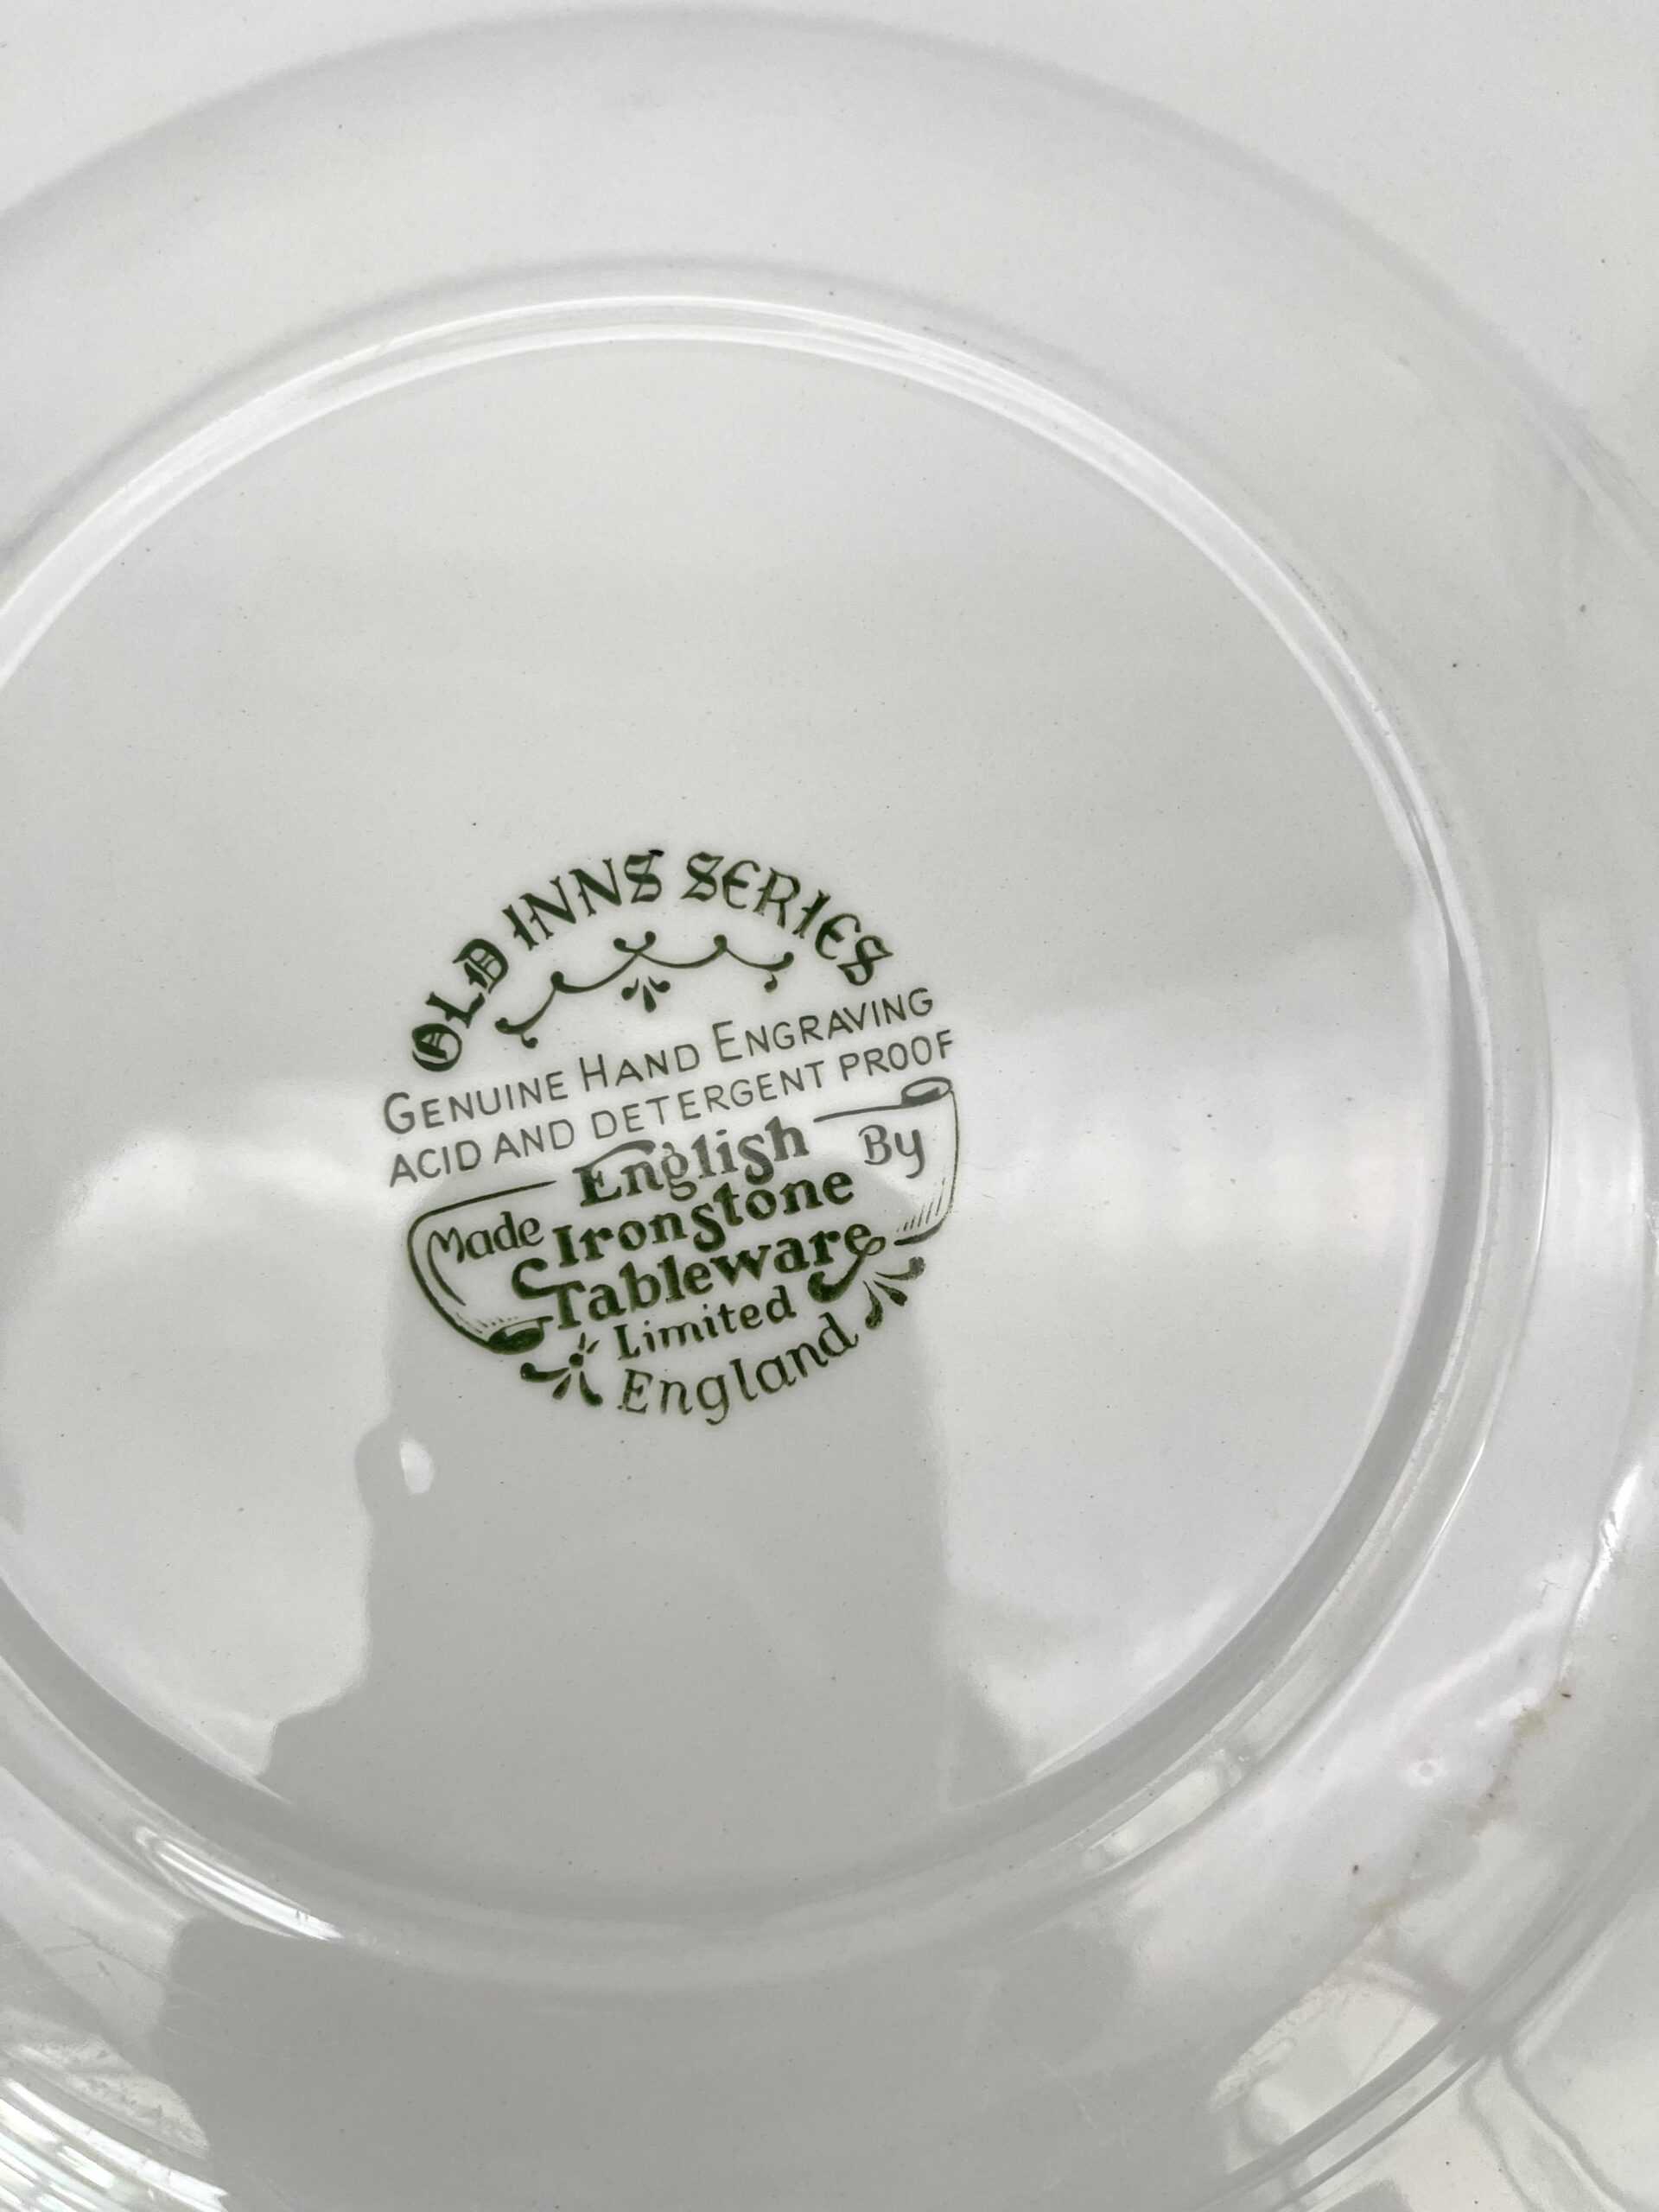 OLD INNS SERIES
GENUINE HAND ENGRAVING
ACID AND DETERGENT PROOF
Made English By
Ironstone
Tableware
Limited
England